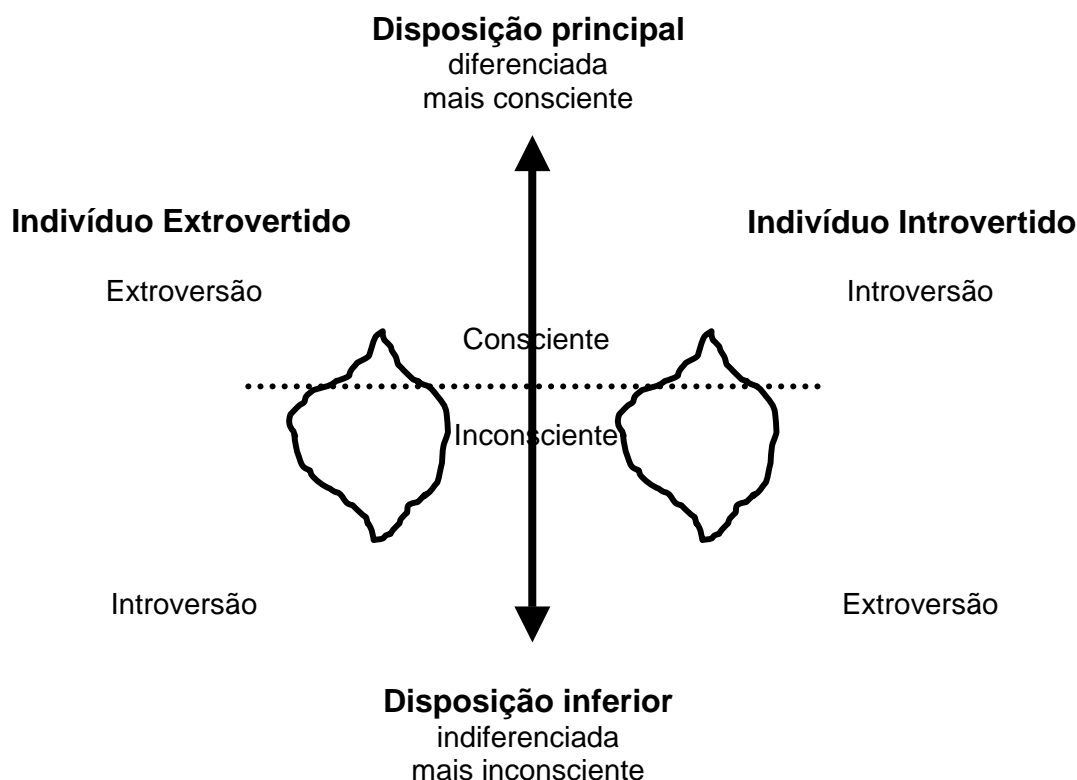 Disposição principal
diferenciada
mais consciente
Indivíduo Extrovertido
Indivíduo Introvertido
Extroversão
Introversão
Consciente
Inconsciente
Introversão
Extroversão
Disposição inferior
indiferenciada
mais inconsciente